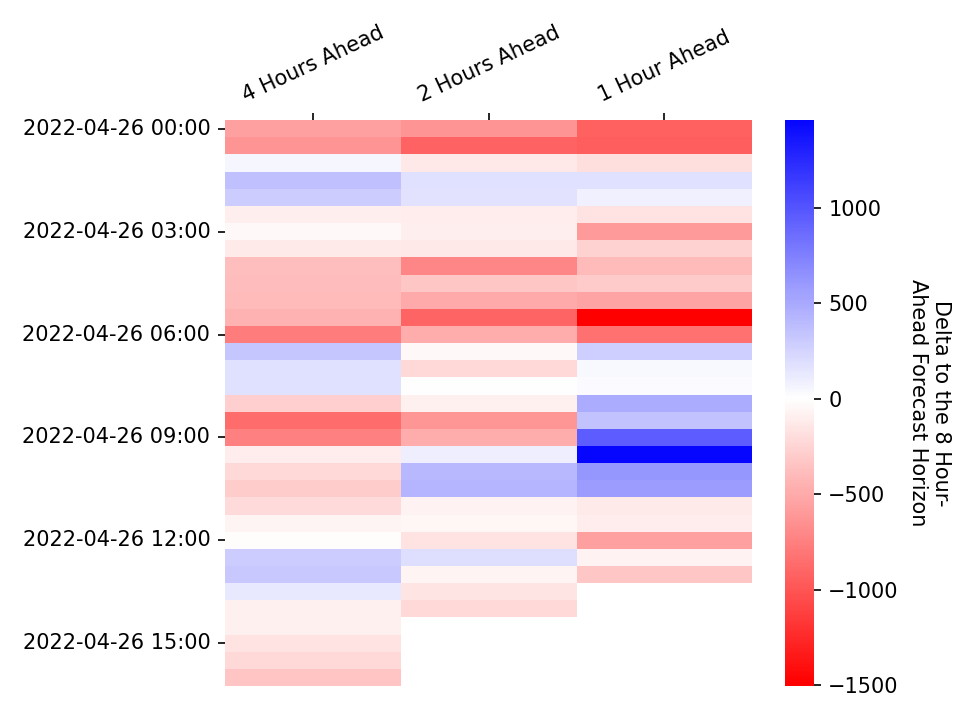 4 Hours Ahead
2 Hours Ahead
1 Hour Ahead
2022-04-26 00:00
2022-04-26 03:00
2022-04-26 06:00
2022-04-26 09:00
2022-04-26 12:00
2022-04-26 15:00
1000
500
0
−500
−1000
−1500
Delta to the 8 Hour-
Ahead Forecast Horizon